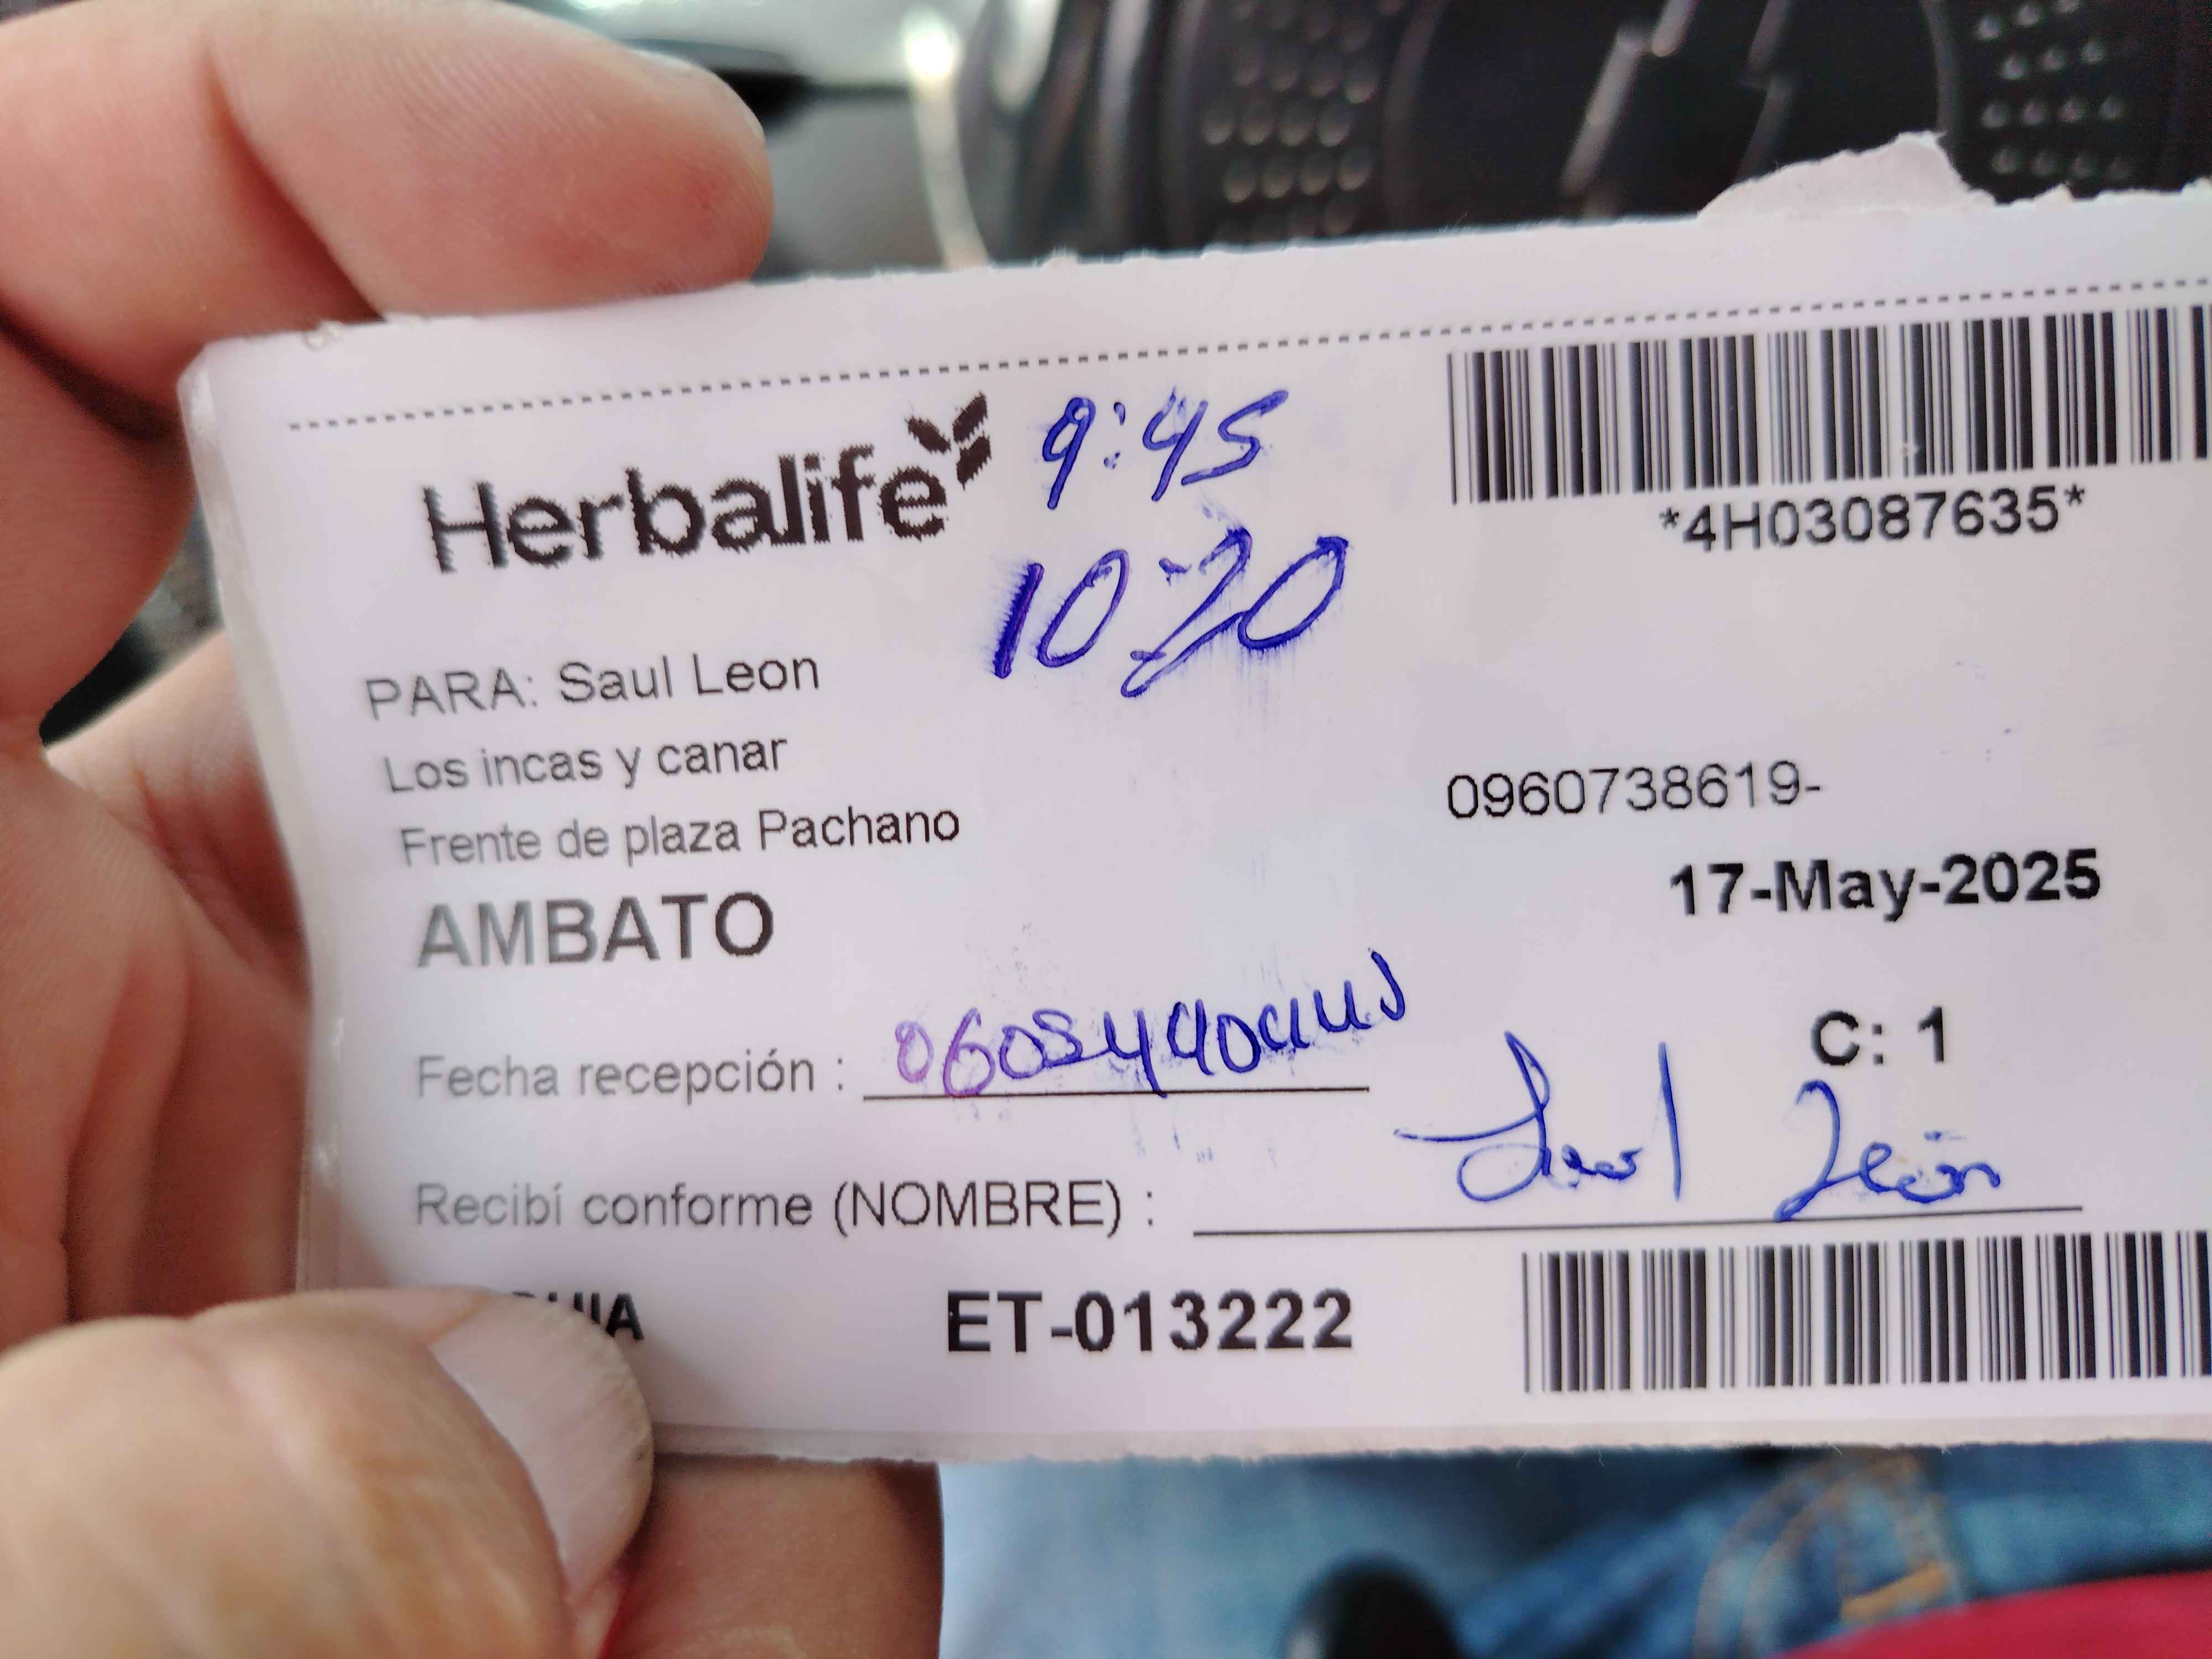 Herbalife
9:45
10:20
*4H03087635*
PARA: Saul Leon
Los incas y canar
0960738619-
Frente de plaza Pachano
17-May-2025
AMBATO
C: 1
Fecha recepción :
Recibí conforme (NOMBRE) : Saul León
ET-013222